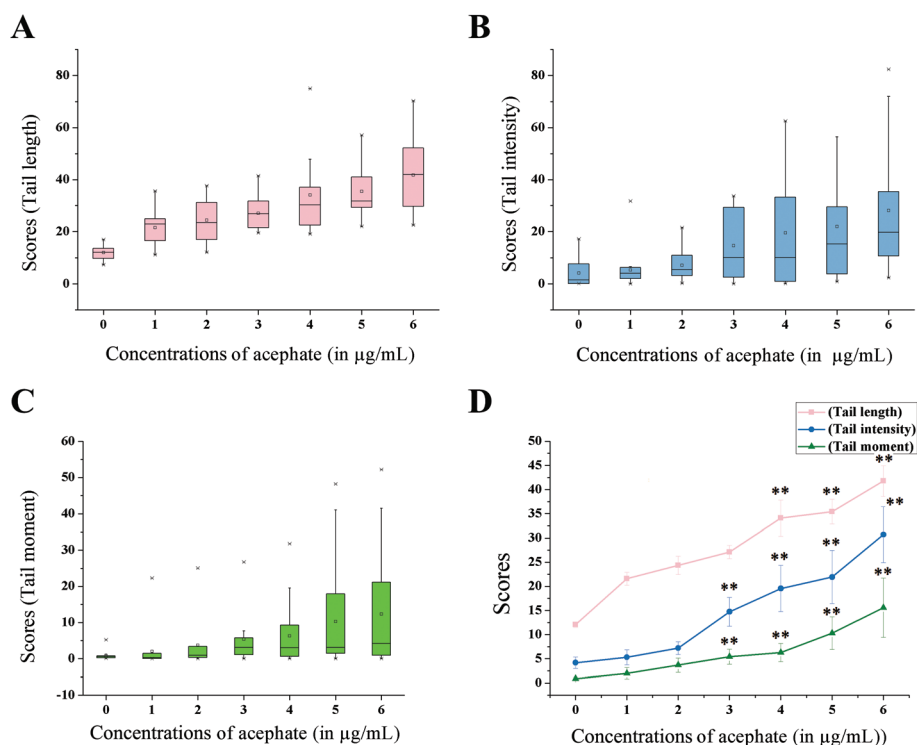 A
Scores (Tail length)
80
60
40
20
0
0 1 2 3 4 5 6
Concentrations of acephate (in µg/mL)
B
Scores (Tail intensity)
80
60
40
20
0
0 1 2 3 4 5 6
Concentrations of acephate (in µg/mL)
C
Scores (Tail moment)
60
50
40
30
20
10
0
-10
0 1 2 3 4 5 6
Concentrations of acephate (in µg/mL)
D
(Tail length)
(Tail intensity)
(Tail moment)
Scores
50
45
40
35
30
25
20
15
10
5
0
** ** **
** ** ** **
** ** ** **
0 1 2 3 4 5 6
Concentrations of acephate (in µg/mL))